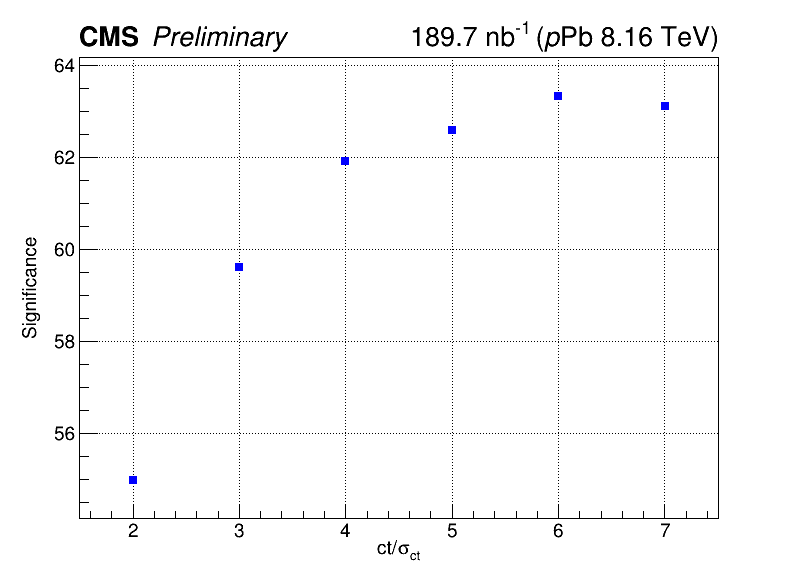 CMS Preliminary 189.7 nb⁻¹ (pPb 8.16 TeV)
64
62
60
58
56
Significance
2 3 4 5 6 7
ct/σ_ct